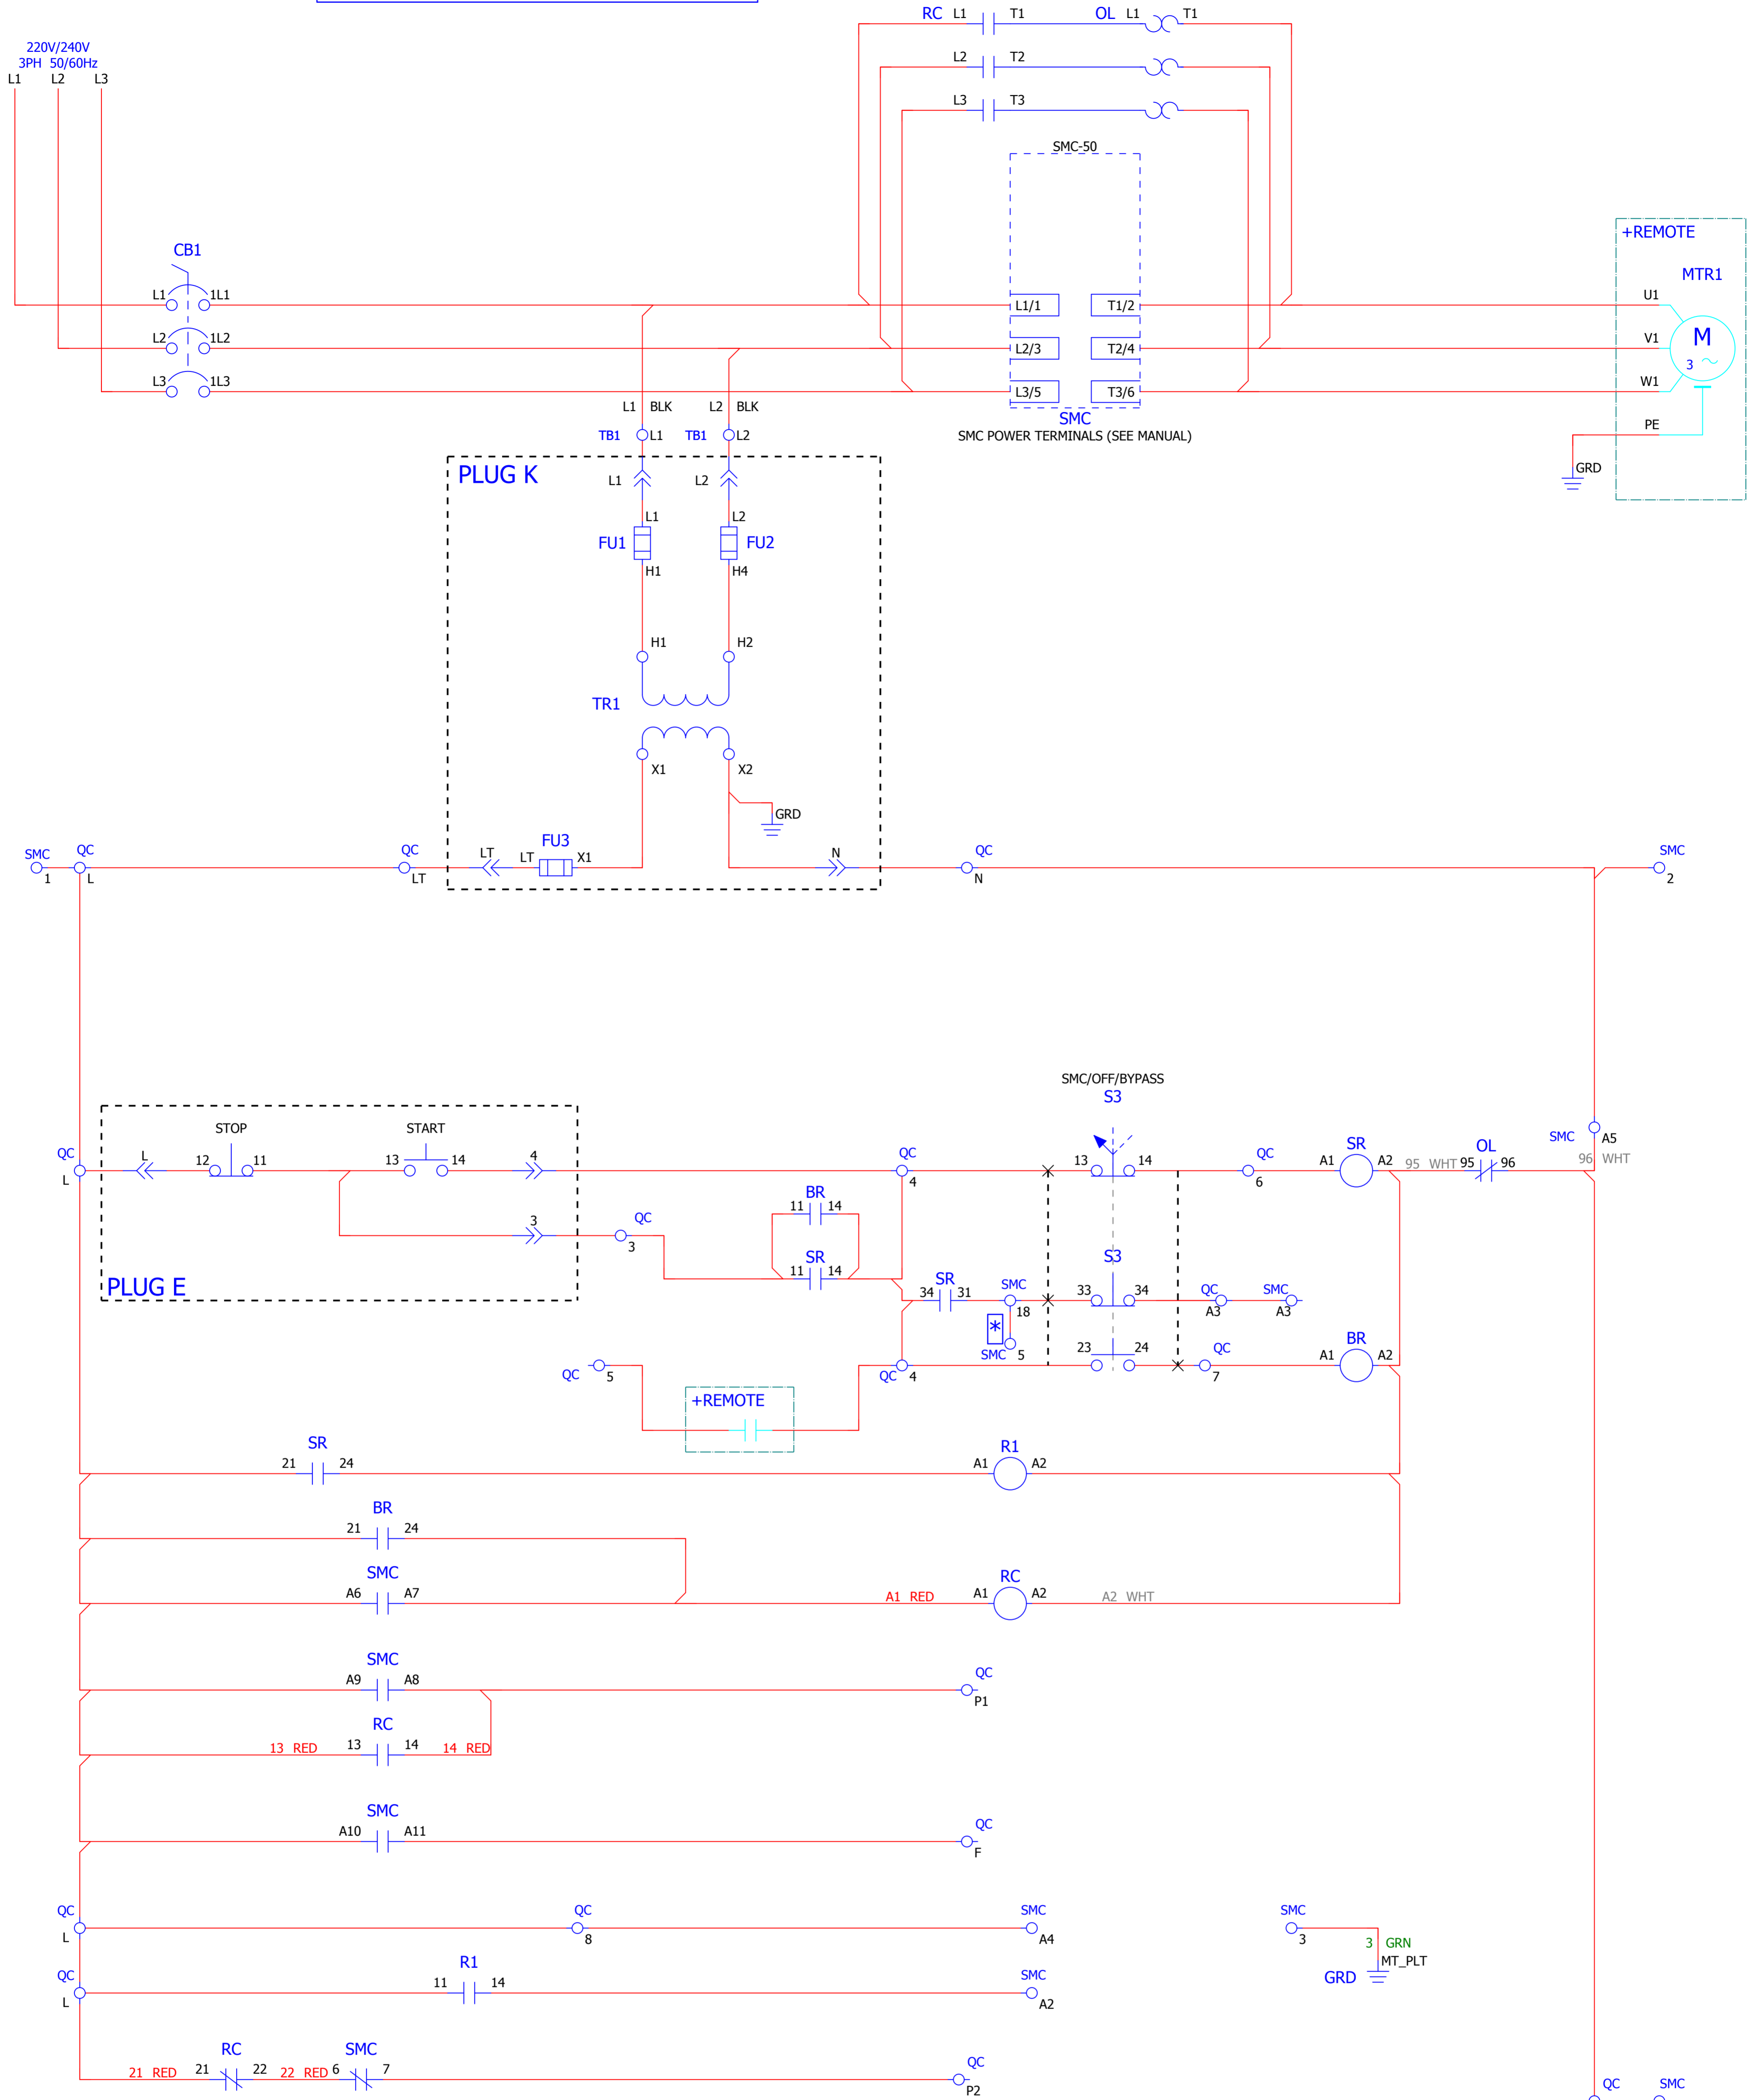 RC L1 T1 OL L1 T1
220V/240V
3PH 50/60Hz
L1 L2 L3
L2 T2
L3 T3
SMC-50
+REMOTE
CB1
MTR1
L1 1L1 L1/1 T1/2 U1
L2 1L2 L2/3 T2/4 V1
M
3
L3 1L3 L3/5 T3/6 W1
L1 BLK L2 BLK
SMC
TB1 L1 TB1 L2
SMC POWER TERMINALS (SEE MANUAL)
PE
GRD
PLUG K
L1 L2
L1 L2
FU1 FU2
H1 H4
H1 H2
TR1
X1 X2
GRD
FU3
SMC QC QC LT LT X1 N QC SMC
1 L LT N 2
SMC/OFF/BYPASS
S3
STOP START
SMC A5
QC L 12 11 13 14 4 QC 13 14 QC SR OL
L 4 6 A1 A2 95 WHT 95 96 96 WHT
BR
11 14
3 QC
3
SR
11 14
S3
PLUG E
SR
34 31 SMC 33 34 QC SMC
18 A3 A3
*
SMC 5
23 24 QC BR
A1 A2
QC 5 QC 4 7
+REMOTE
SR R1
21 24 A1 A2
BR
21 24
SMC RC
A6 A7 A1 RED A1 A2 A2 WHT
SMC
A9 A8 QC
P1
RC
13 RED 13 14 14 RED
SMC
A10 A11 QC
F
QC QC SMC SMC
L 8 A4 3
3 GRN
MT_PLT
GRD
QC R1 SMC
L 11 14 A2
RC SMC
21 RED 21 22 22 RED 6 7 QC
P2
QC SMC